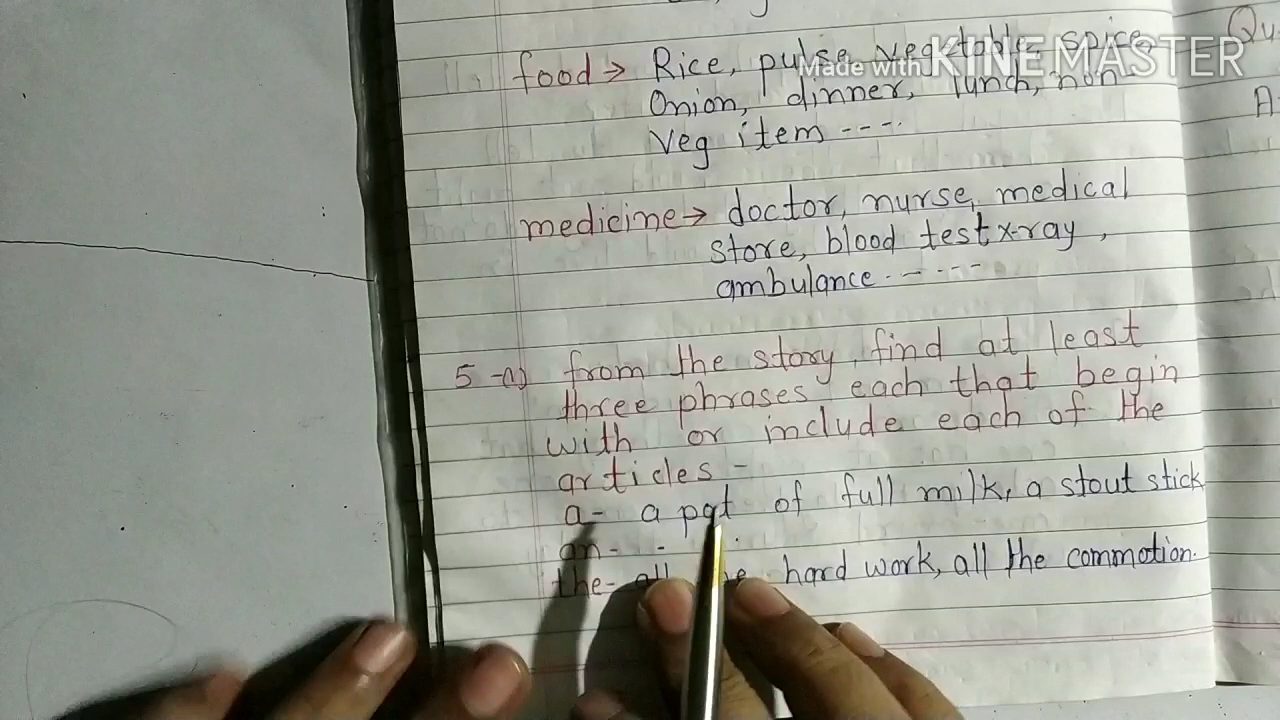 food → Rice, pulse, vegetable, spice,
Made with KINEMASTER
Onion, dinner, lunch, non-
Veg item ----
medicine → doctor, nurse, medical
store, blood test x-ray,
ambulance -----
5-a) from the story, find at least
three phrases each that begin
with or include each of the
articles -
a- a pat of full milk, a stout stick
an- -
the- all hard work, all the commotion.
Qu
A